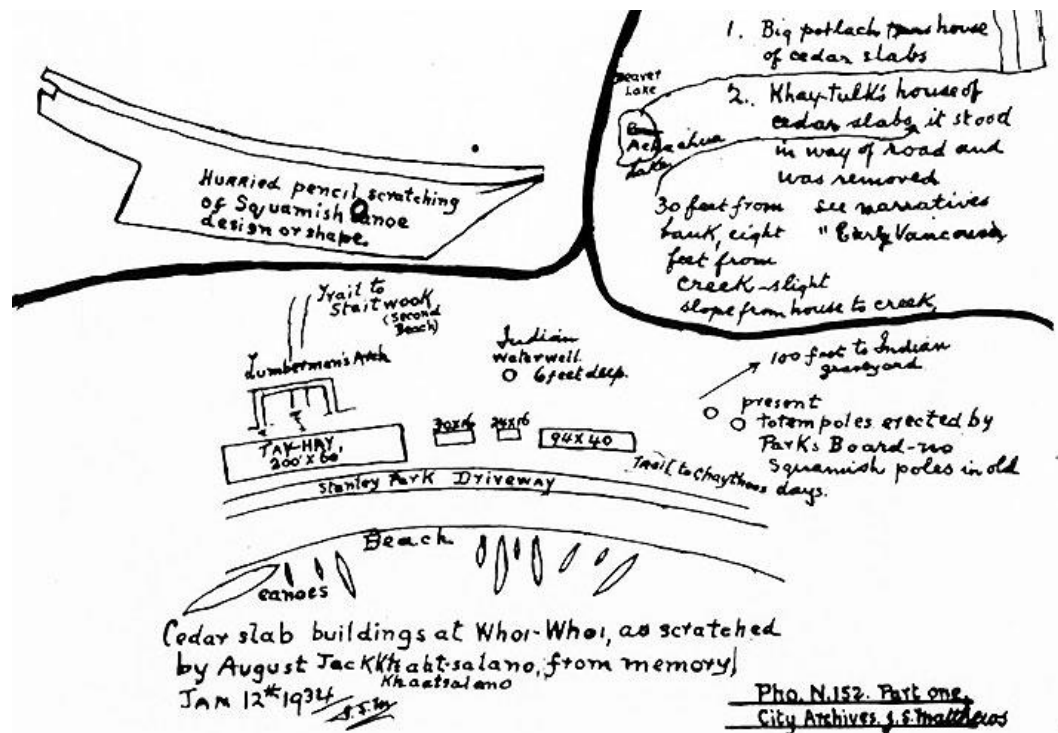 Hurried pencil scratching
of Squamish canoe
design or shape.
1. Big potlach house
of cedar slabs
Beaver
Lake
Lake
2. Khay-tulk's house of
cedar slabs, it stood
in way of road and
was removed
see narratives
"Early Vancouver
30 feet from
bank, eight
feet from
creek-slight
slope from house to creek,
Trail to
Staitwook
(Second
Beach)
Lumbermen's Arch
Indian
waterwell
6 feet deep.
100 feet to Indian
graveyard
present
totem poles erected by
Parks Board-no
Squamish poles in old
days.
TAY-HAY,
200' X 60'
30X16
24X16
94 X 40
Trail to Chaythoos
Stanley Park Driveway
Beach
canoes
Cedar slab buildings at Whoi-Whoi, as scratched
by August Jack Khaht-salano, from memory,
Khaatsalano
JAN 12th 1934
J.S.M
Pho. N.152. Part one,
City Archives. J.S. Matthews